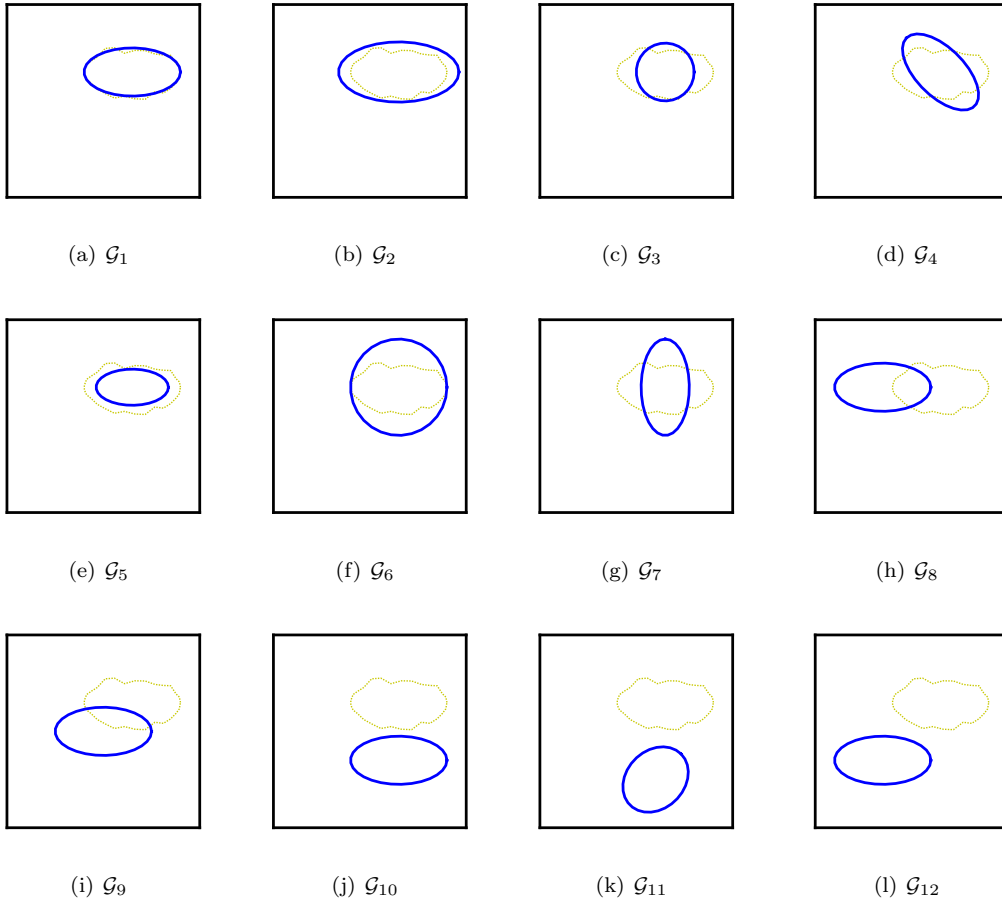 (a) 𝒢₁
(b) 𝒢₂
(c) 𝒢₃
(d) 𝒢₄
(e) 𝒢₅
(f) 𝒢₆
(g) 𝒢₇
(h) 𝒢₈
(i) 𝒢₉
(j) 𝒢₁₀
(k) 𝒢₁₁
(l) 𝒢₁₂